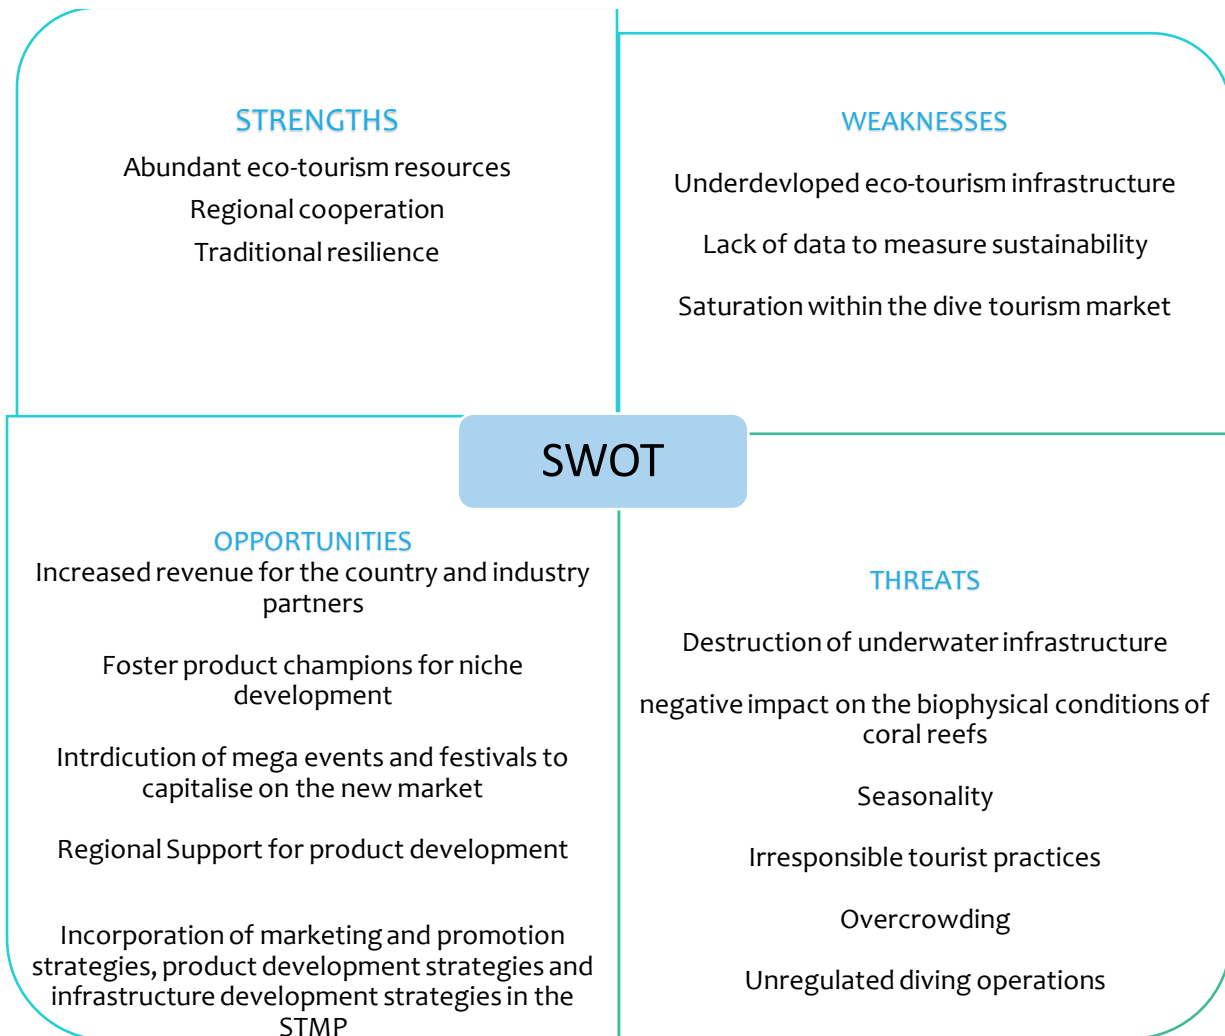 STRENGTHS
Abundant eco-tourism resources
Regional cooperation
Traditional resilience
WEAKNESSES
Underdevloped eco-tourism infrastructure
Lack of data to measure sustainability
Saturation within the dive tourism market
SWOT
OPPORTUNITIES
Increased revenue for the country and industry
partners
Foster product champions for niche
development
Intrdicution of mega events and festivals to
capitalise on the new market
Regional Support for product development
Incorporation of marketing and promotion
strategies, product development strategies and
infrastructure development strategies in the
STMP
THREATS
Destruction of underwater infrastructure
negative impact on the biophysical conditions of
coral reefs
Seasonality
Irresponsible tourist practices
Overcrowding
Unregulated diving operations